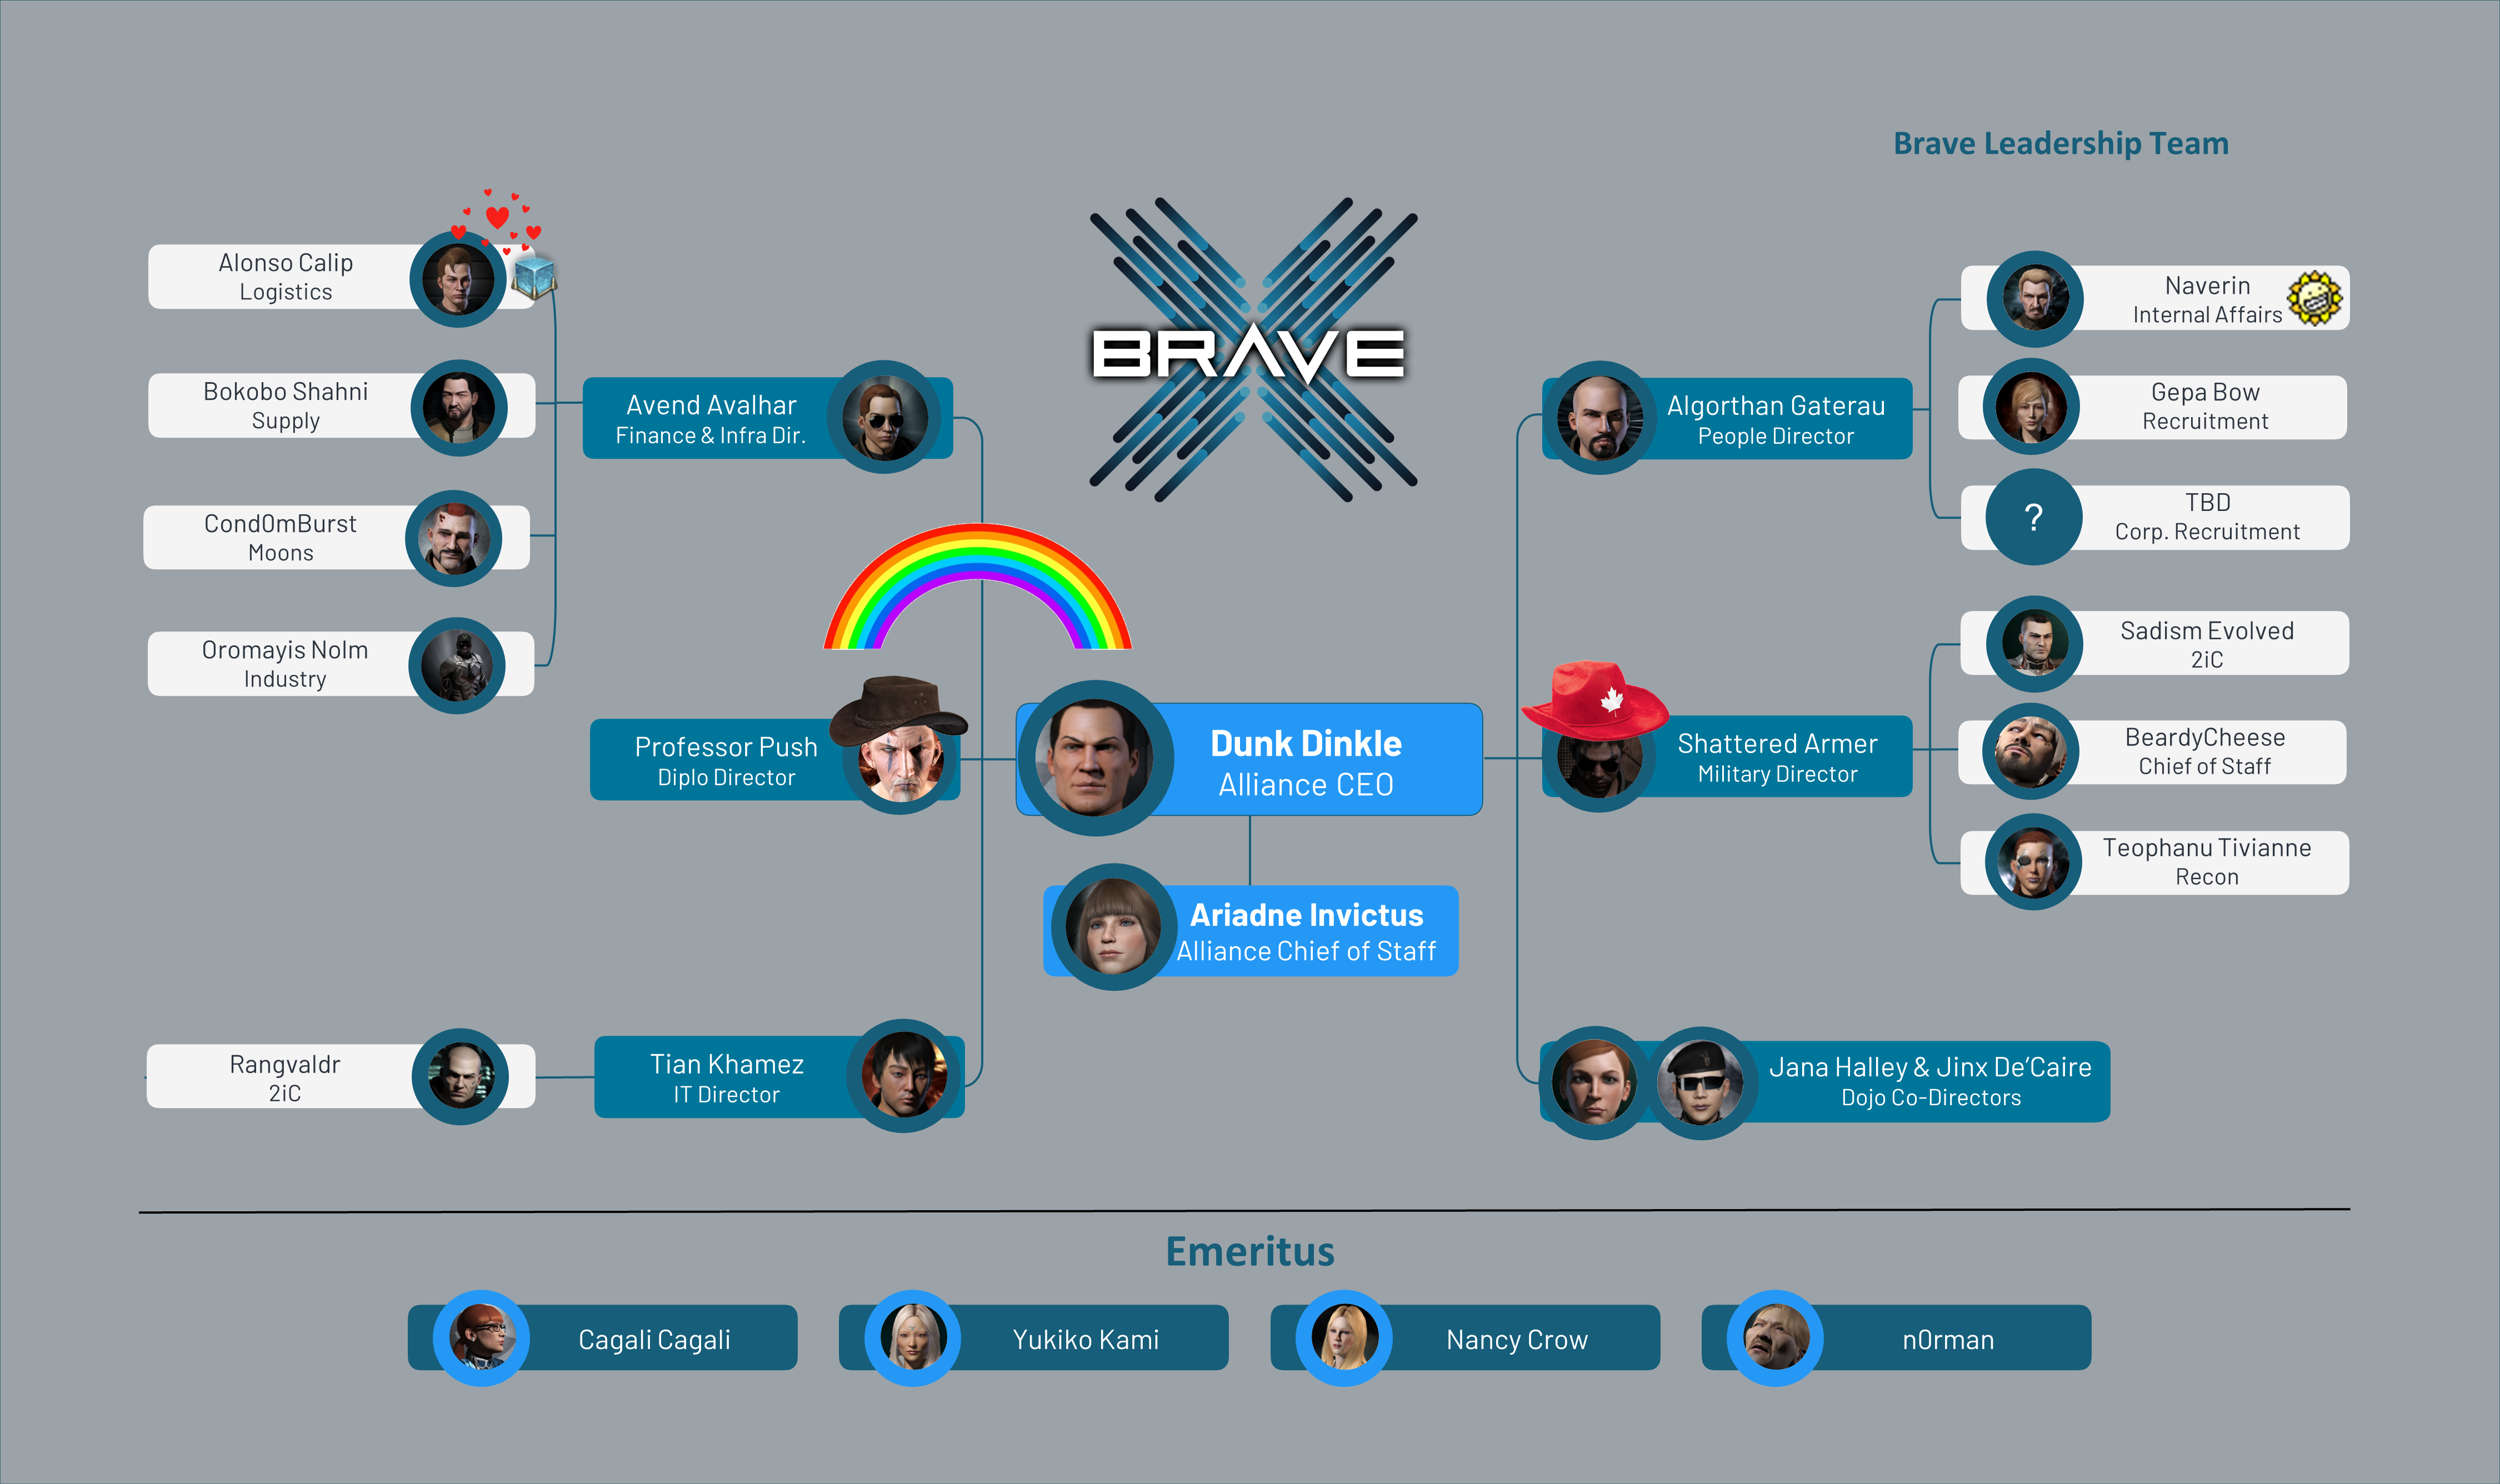 Brave Leadership Team
BRAVE
Alonso Calip
Logistics
Bokobo Shahni
Supply
Cond0mBurst
Moons
Oromayis Nolm
Industry
Avend Avalhar
Finance & Infra Dir.
Professor Push
Diplo Director
Rangvaldr
2iC
Tian Khamez
IT Director
Dunk Dinkle
Alliance CEO
Ariadne Invictus
Alliance Chief of Staff
Algorthan Gaterau
People Director
Naverin
Internal Affairs
Gepa Bow
Recruitment
?
TBD
Corp. Recruitment
Shattered Armer
Military Director
Sadism Evolved
2iC
BeardyCheese
Chief of Staff
Teophanu Tivianne
Recon
Jana Halley & Jinx De’Caire
Dojo Co-Directors
Emeritus
Cagali Cagali
Yukiko Kami
Nancy Crow
n0rman